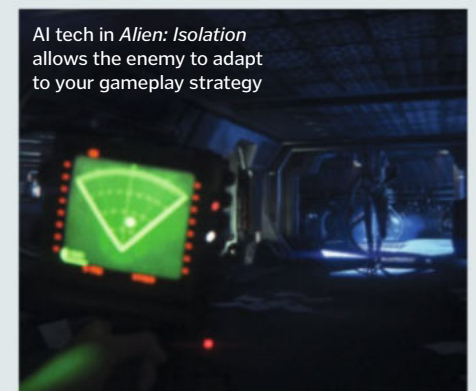 AI tech in Alien: Isolation
allows the enemy to adapt
to your gameplay strategy